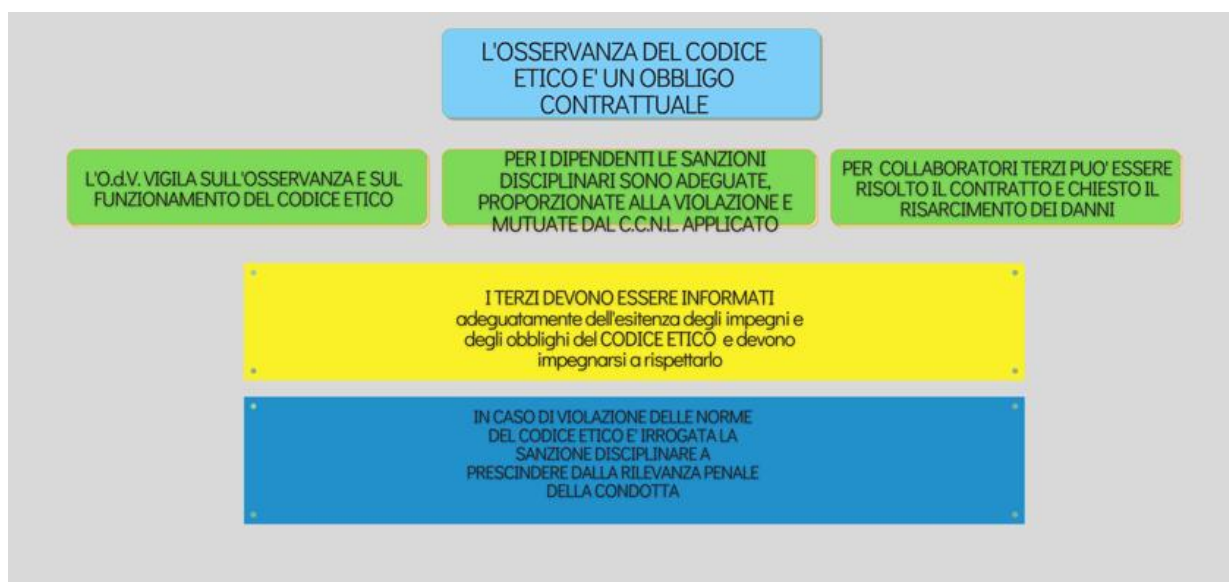 L'OSSERVANZA DEL CODICE
ETICO E' UN OBBLIGO
CONTRATTUALE
L'O.d.V. VIGILA SULL'OSSERVANZA E SUL
FUNZIONAMENTO DEL CODICE ETICO
PER I DIPENDENTI LE SANZIONI
DISCIPLINARI SONO ADEGUATE,
PROPORZIONATE ALLA VIOLAZIONE E
MUTUATE DAL C.C.N.L. APPLICATO
PER COLLABORATORI TERZI PUO' ESSERE
RISOLTO IL CONTRATTO E CHIESTO IL
RISARCIMENTO DEI DANNI
I TERZI DEVONO ESSERE INFORMATI
adeguatamente dell'esitenza degli impegni e
degli obblighi del CODICE ETICO e devono
impegnarsi a rispettarlo
IN CASO DI VIOLAZIONE DELLE NORME
DEL CODICE ETICO E' IRROGATA LA
SANZIONE DISCIPLINARE A
PRESCINDERE DALLA RILEVANZA PENALE
DELLA CONDOTTA